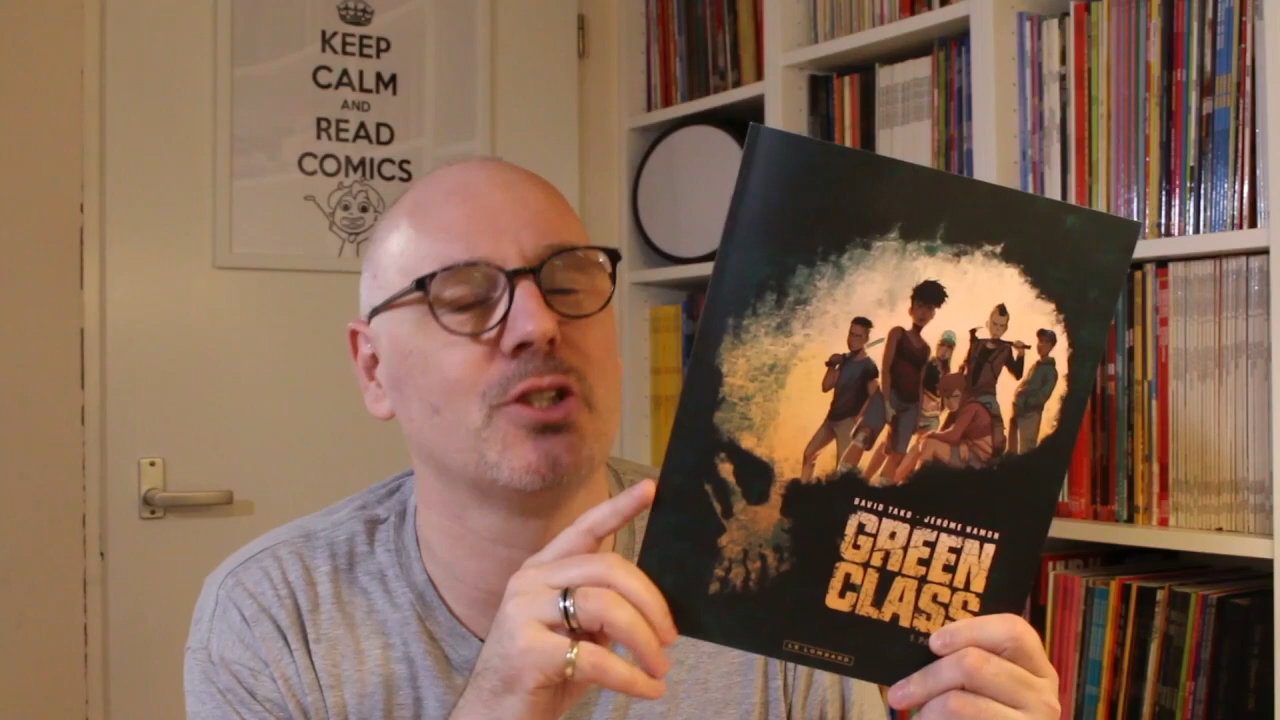 KEEP
CALM
AND
READ
COMICS
DAVID TAKO - JÉRÔME HAMON
GREEN
CLASS
LE LOMBARD